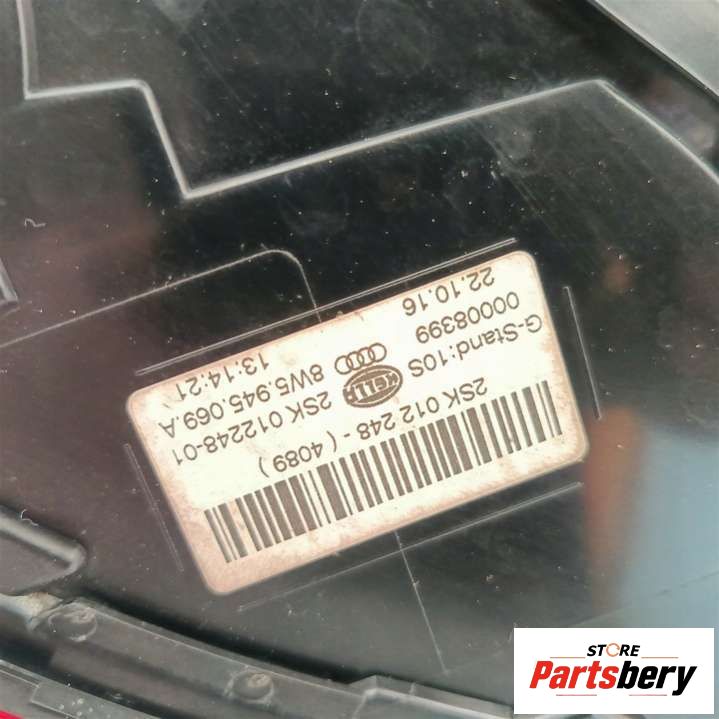 2SK 012 248 - ( 4089 )
G-Stand:10S HELLA 2SK 012248-01
00008399 8W5.945.069.A
22.10.16 13:14:21
STORE
Partsbery